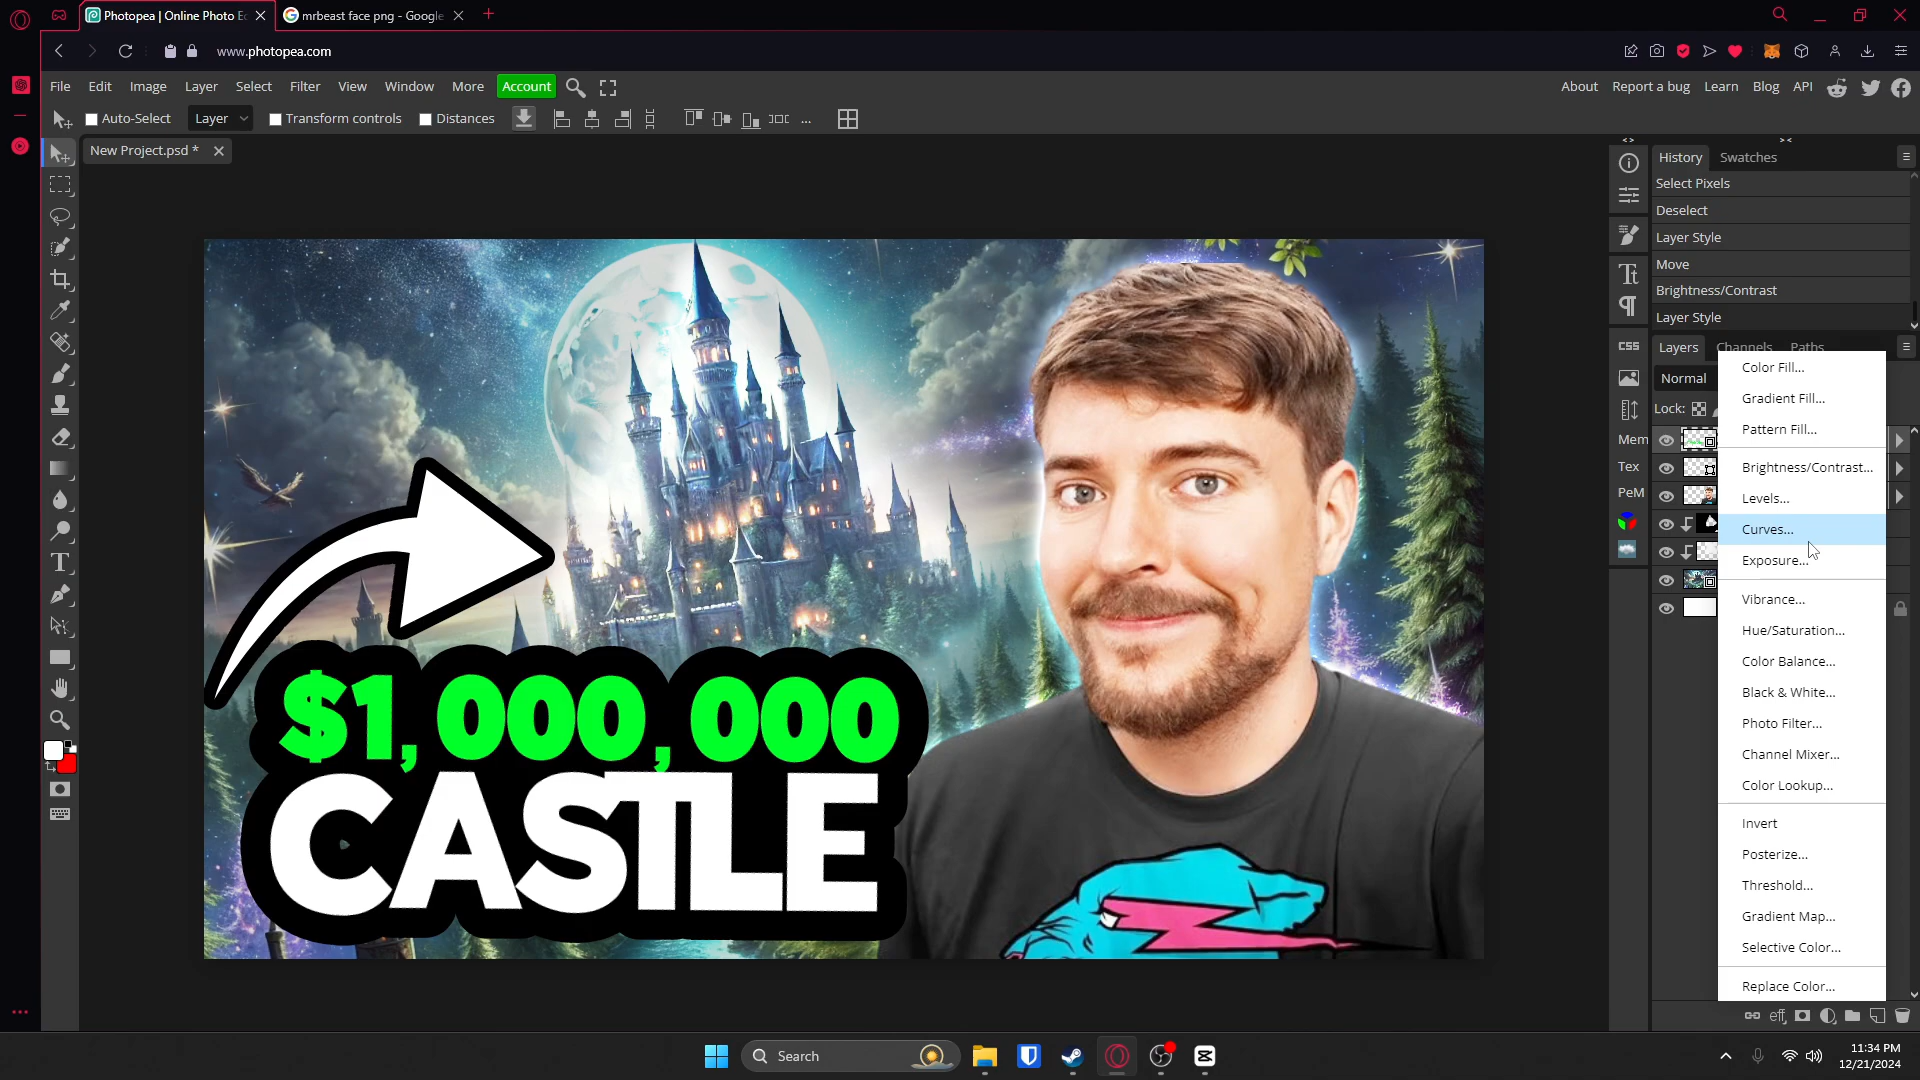 Photopea | Online Photo Ec
mrbeast face png - Google
www.photopea.com
File Edit Image Layer Select Filter View Window More Account
About Report a bug Learn Blog API
Auto-Select Layer Transform controls Distances ...
New Project.psd *
History Swatches
Select Pixels
Deselect
Layer Style
Move
Brightness/Contrast
Layer Style
CSS
Mem
Tex
PeM
Layers Channels Paths
Normal
Lock:
Color Fill...
Gradient Fill...
Pattern Fill...
Brightness/Contrast...
Levels...
Curves...
Exposure...
Vibrance...
Hue/Saturation...
Color Balance...
Black & White...
Photo Filter...
Channel Mixer...
Color Lookup...
Invert
Posterize...
Threshold...
Gradient Map...
Selective Color...
Replace Color...
$1,000,000
CASTLE
eff
Search
11:34 PM
12/21/2024